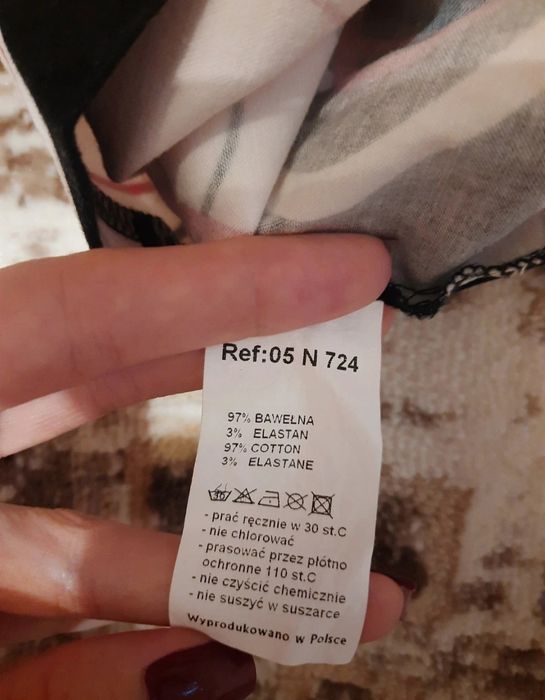 Ref:05 N 724
97% BAWEŁNA
3% ELASTAN
97% COTTON
3% ELASTANE
30
- prać ręcznie w 30 st.C
- nie chlorować
- prasować przez płótno
ochronne 110 st.C
- nie czyścić chemicznie
- nie suszyć w suszarce
Wyprodukowano w Polsce